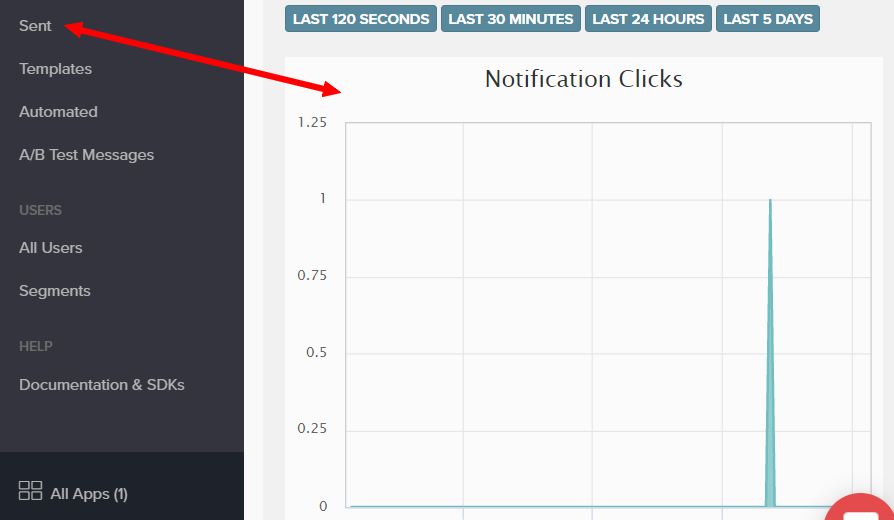 Sent
Templates
Automated
A/B Test Messages
USERS
All Users
Segments
HELP
Documentation & SDKs
All Apps (1)
LAST 120 SECONDS LAST 30 MINUTES LAST 24 HOURS LAST 5 DAYS
Notification Clicks
1.25
1
0.75
0.5
0.25
0